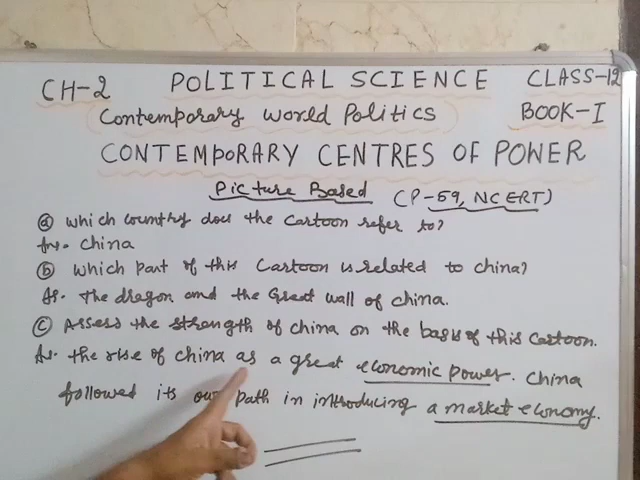 CH-2 POLITICAL SCIENCE CLASS-12
Contemporary World Politics BOOK-I
CONTEMPORARY CENTRES OF POWER
Picture Based (P-59, NCERT)
(a) Which country does the Cartoon refer to?
An. China
(b) Which part of this Cartoon is related to China?
As. The dragon and the Great wall of China.
(c) Assess the strength of China on the basis of this Cartoon.
As. The rise of China as a great economic power. China
followed its own path in introducing a market economy.